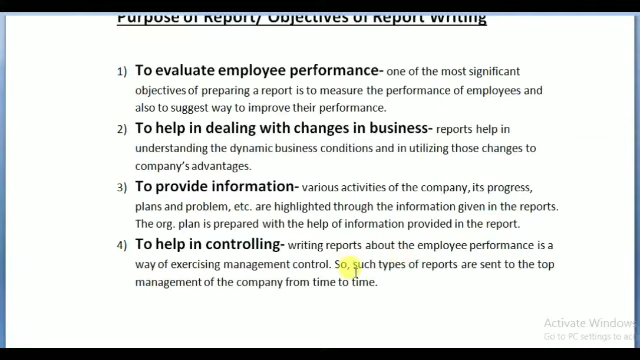 Purpose of Report/ Objectives of Report Writing
1) To evaluate employee performance- one of the most significant
objectives of preparing a report is to measure the performance of employees and
also to suggest way to improve their performance.
2) To help in dealing with changes in business- reports help in
understanding the dynamic business conditions and in utilizing those changes to
company's advantages.
3) To provide information- various activities of the company, its progress,
plans and problem, etc. are highlighted through the information given in the reports.
The org. plan is prepared with the help of information provided in the report.
4) To help in controlling- writing reports about the employee performance is a
way of exercising management control. So, such types of reports are sent to the top
management of the company from time to time.
Activate Window
Go to PC settings to ac